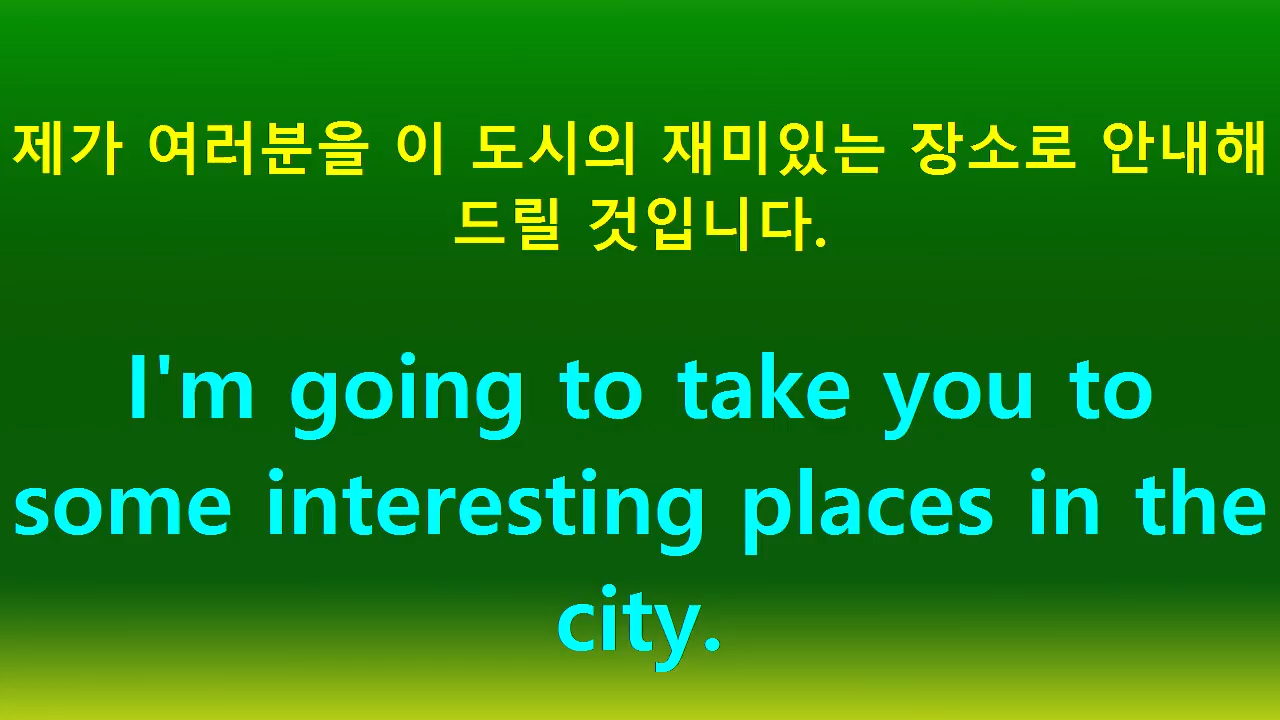 제가 여러분을 이 도시의 재미있는 장소로 안내해
드릴 것입니다.
I'm going to take you to
some interesting places in the
city.